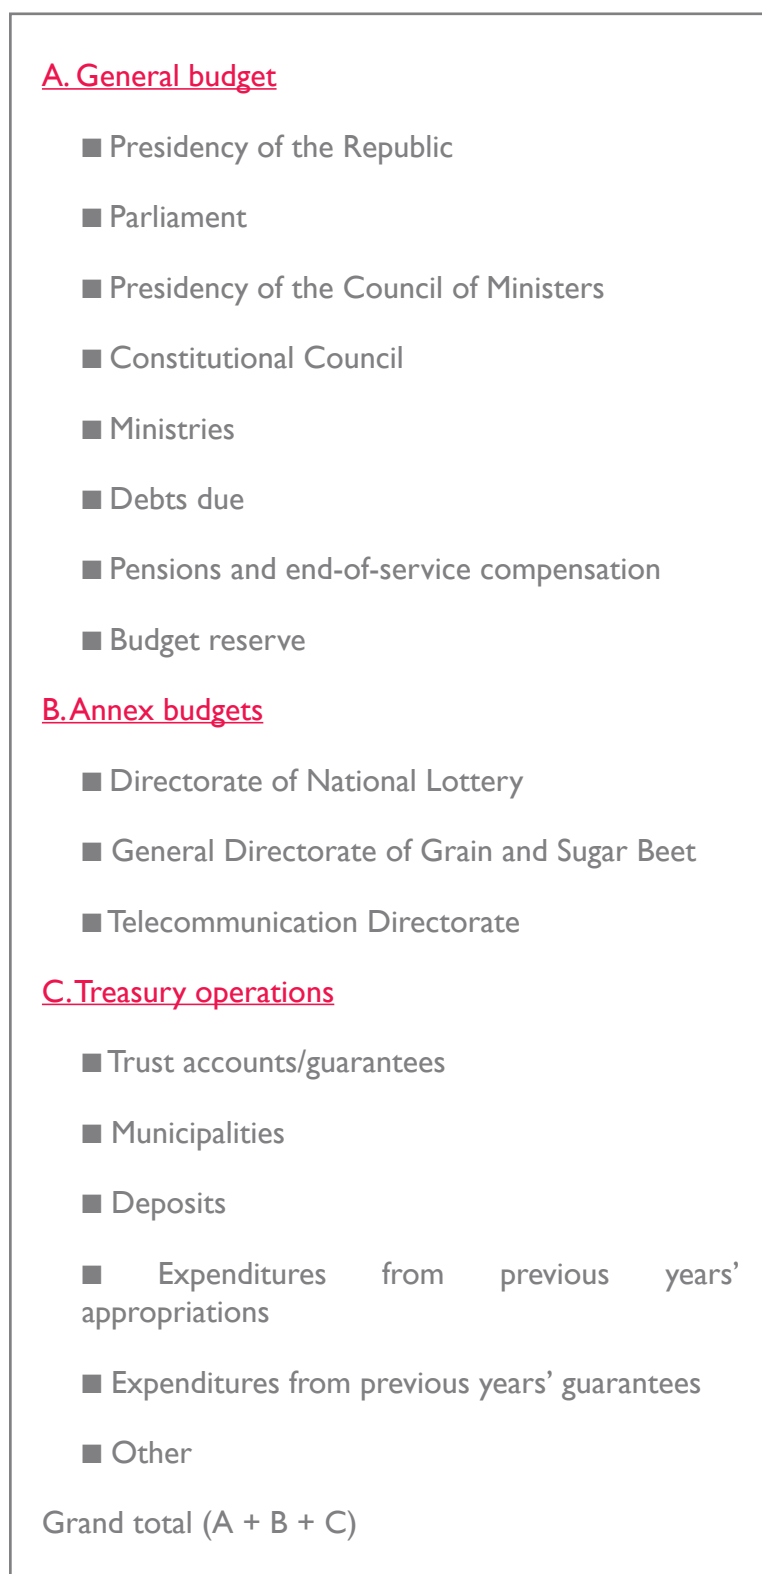 A. General budget
■ Presidency of the Republic
■ Parliament
■ Presidency of the Council of Ministers
■ Constitutional Council
■ Ministries
■ Debts due
■ Pensions and end-of-service compensation
■ Budget reserve
B. Annex budgets
■ Directorate of National Lottery
■ General Directorate of Grain and Sugar Beet
■ Telecommunication Directorate
C. Treasury operations
■ Trust accounts/guarantees
■ Municipalities
■ Deposits
■ Expenditures from previous years’
appropriations
■ Expenditures from previous years’ guarantees
■ Other
Grand total (A + B + C)